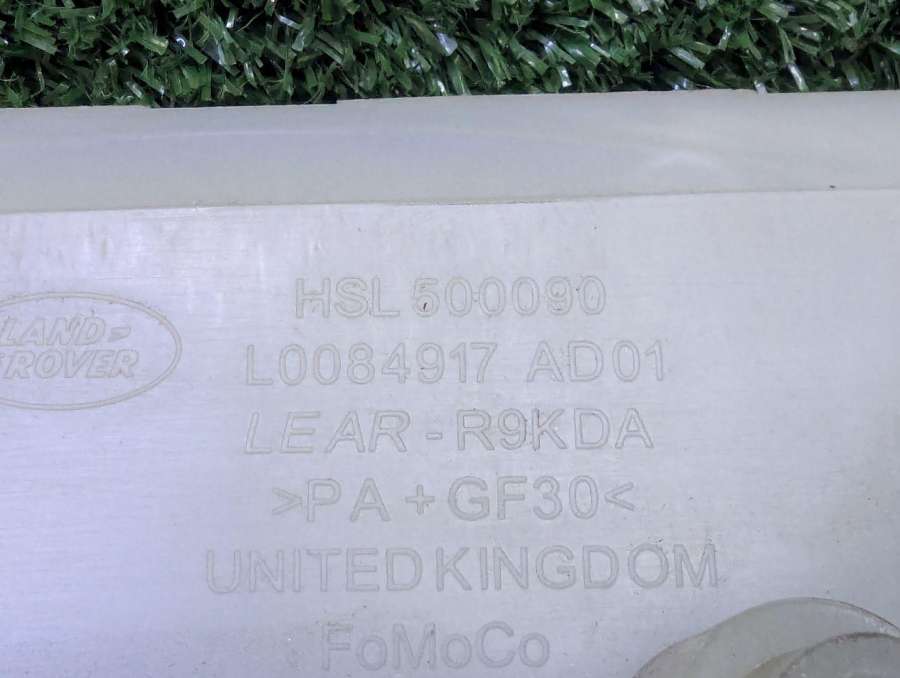 HSL 500090
LAND-
ROVER
L0084917 AD01
LEAR - R9KDA
>PA + GF30<
UNITED KINGDOM
FoMoCo